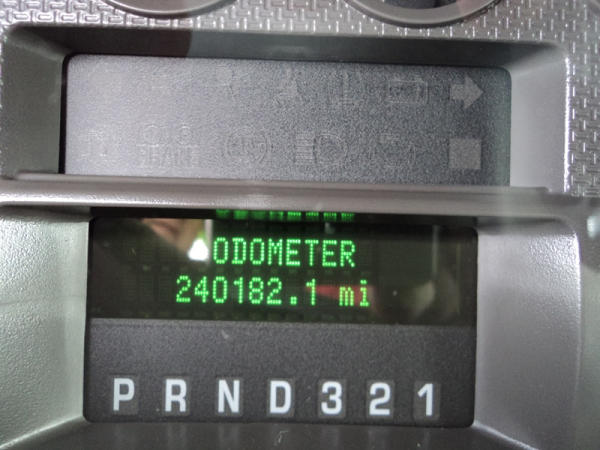 ODOMETER
240182.1 mi
P R N D 3 2 1